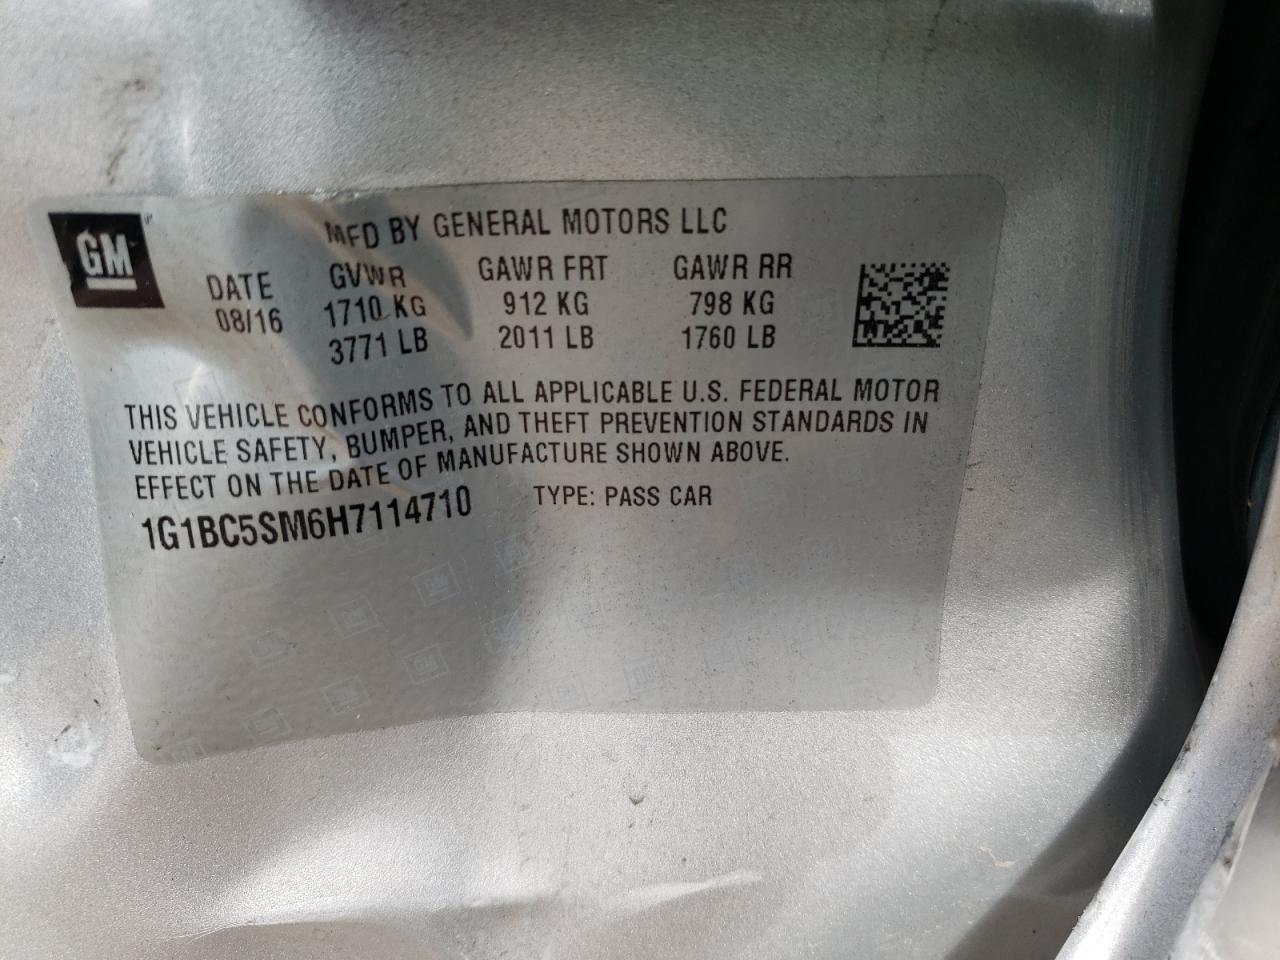 GM
MFD BY GENERAL MOTORS LLC
DATE GVWR GAWR FRT GAWR RR
08/16 1710 KG 912 KG 798 KG
3771 LB 2011 LB 1760 LB
THIS VEHICLE CONFORMS TO ALL APPLICABLE U.S. FEDERAL MOTOR
VEHICLE SAFETY, BUMPER, AND THEFT PREVENTION STANDARDS IN
EFFECT ON THE DATE OF MANUFACTURE SHOWN ABOVE.
1G1BC5SM6H7114710 TYPE: PASS CAR